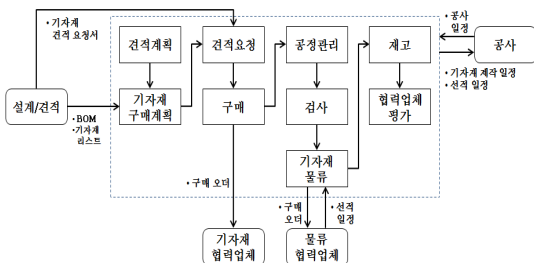 • 기자재
견적 요청서
견적계획
견적요청
공정관리
재고
• 공사
일정
공사
• 기자재 제작 일정
• 선적 일정
설계/견적
• BOM
• 기자재
리스트
기자재
구매계획
구매
검사
협력업체
평가
기자재
물류
• 구매 오더
• 구매
오더
• 선적
일정
기자재
협력업체
물류
협력업체